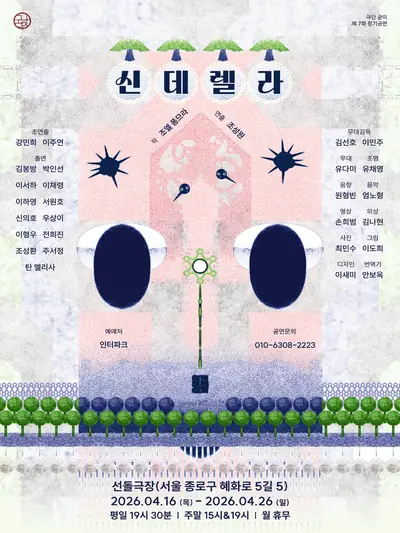 극단 굴이
제 7회 정기공연
신데렐라
작 조엘 폼므라
연출 조성원
조연출
강민희 이주연
출연
김봉방 박인선
이서하 이채령
이하영 서원호
신의호 우상이
이형우 전희진
조성환 주서정
탄 멜리사
무대감독
김선호 이민주
무대 조명
유다미 유채영
음향 음악
원형빈 엄노형
영상 의상
손희범 김나현
사진 그림
최민수 이도희
디자인 번역가
이새미 안보옥
예매처
인터파크
공연문의
010-6308-2223
선돌극장(서울 종로구 혜화로 5길 5)
2026.04.16 (목) – 2026.04.26 (일)
평일 19시 30분 | 주말 15시&19시 | 월 휴무